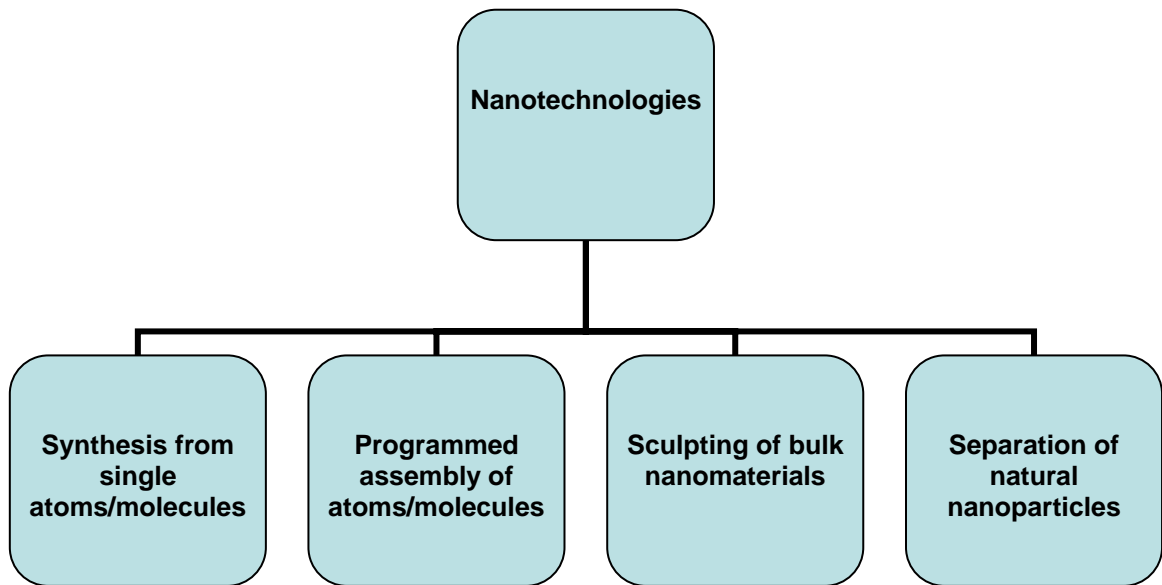 Nanotechnologies
Synthesis from
single
atoms/molecules
Programmed
assembly of
atoms/molecules
Sculpting of bulk
nanomaterials
Separation of
natural
nanoparticles